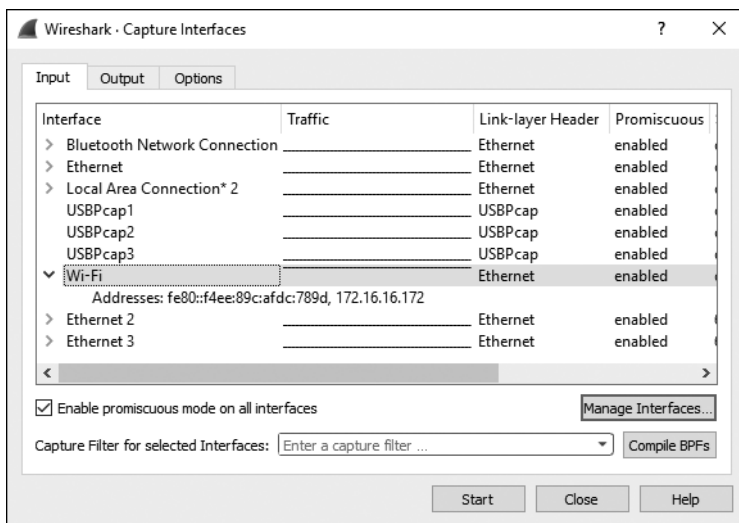 Wireshark · Capture Interfaces
Input Output Options
Interface Traffic Link-layer Header Promiscuous
> Bluetooth Network Connection Ethernet enabled
> Ethernet Ethernet enabled
> Local Area Connection* 2 Ethernet enabled
USBPcap1 USBPcap enabled
USBPcap2 USBPcap enabled
USBPcap3 USBPcap enabled
Wi-Fi Ethernet enabled
Addresses: fe80::f4ee:89c:afdc:789d, 172.16.16.172
> Ethernet 2 Ethernet enabled
> Ethernet 3 Ethernet enabled
Enable promiscuous mode on all interfaces Manage Interfaces...
Capture Filter for selected Interfaces: Enter a capture filter ... Compile BPFs
Start Close Help